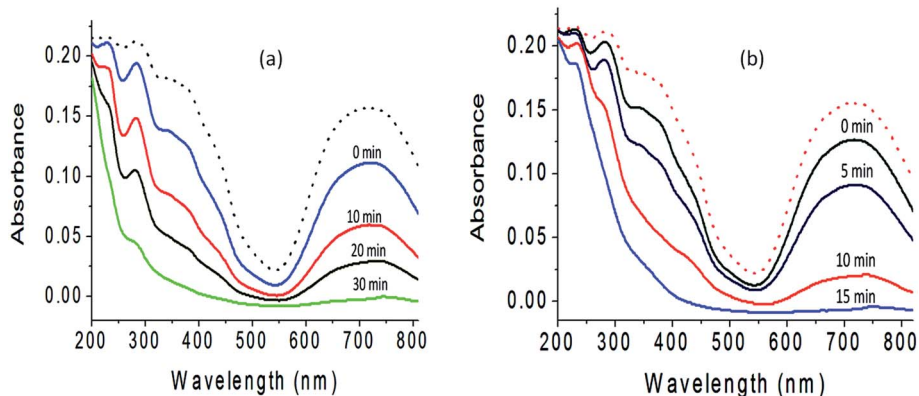 (a)
0.20
0.15
0.10
0.05
0.00
Absorbance
0 min
10 min
20 min
30 min
200 300 400 500 600 700 800
Wavelength (nm)
(b)
0.20
0.15
0.10
0.05
0.00
Absorbance
0 min
5 min
10 min
15 min
200 300 400 500 600 700 800
Wavelength (nm)